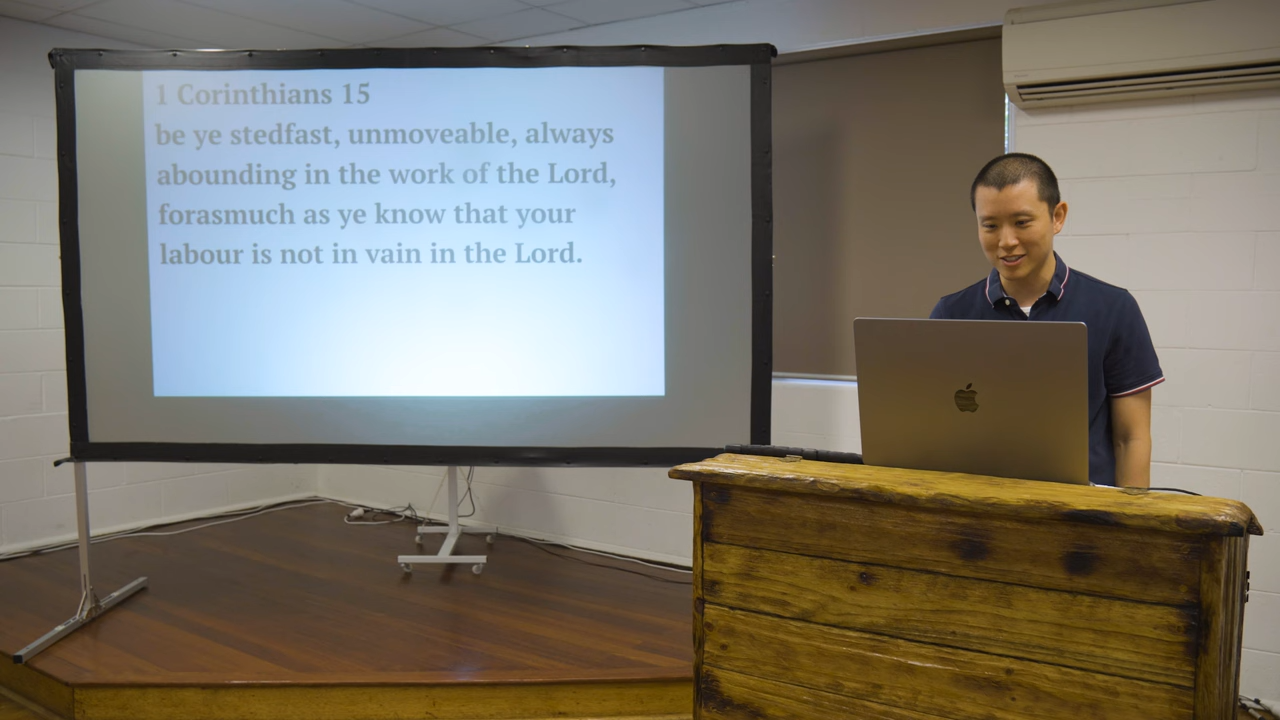 1 Corinthians 15
be ye stedfast, unmoveable, always
abounding in the work of the Lord,
forasmuch as ye know that your
labour is not in vain in the Lord.